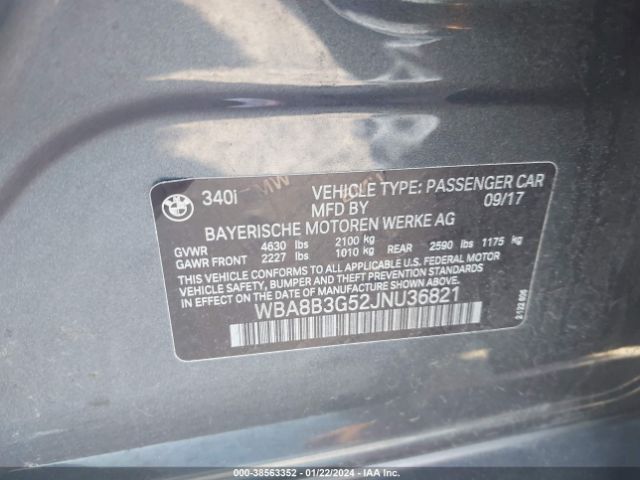 BMW
340i VEHICLE TYPE: PASSENGER CAR
MFD BY 09/17
BAYERISCHE MOTOREN WERKE AG
GVWR 4630 lbs 2100 kg
GAWR FRONT 2227 lbs 1010 kg REAR 2590 lbs 1175 kg
THIS VEHICLE CONFORMS TO ALL APPLICABLE U.S. FEDERAL MOTOR
VEHICLE SAFETY, BUMPER AND THEFT PREVENTION STANDARDS
IN EFFECT ON THE DATE OF MANUFACTURE SHOWN ABOVE.
WBA8B3G52JNU36821
000-38563352 - 01/22/2024 - IAA Inc.